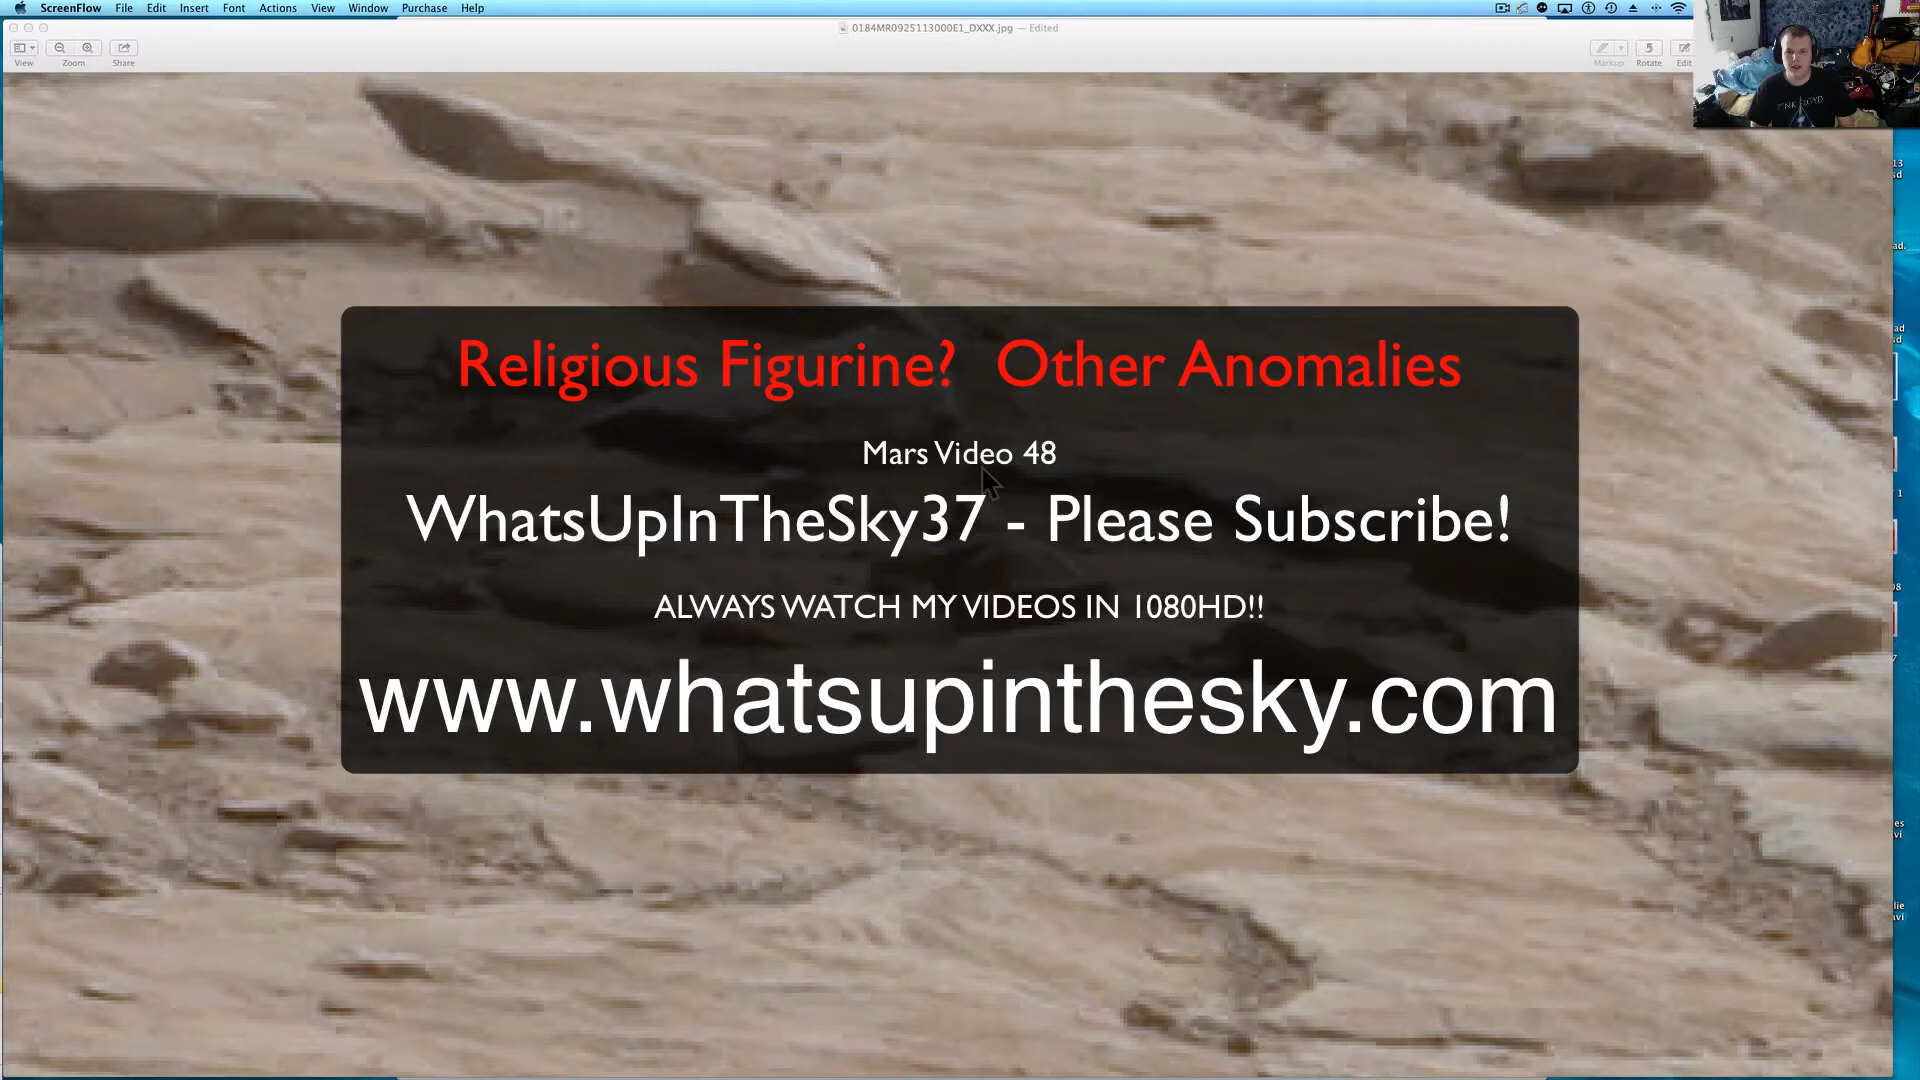 ScreenFlow File Edit Insert Font Actions View Window Purchase Help
0184MR0925113000E1_DXXX.jpg — Edited
View Zoom Share Markup Rotate Edit
PINK FLOYD
Religious Figurine? Other Anomalies
Mars Video 48
WhatsUpInTheSky37 - Please Subscribe!
ALWAYS WATCH MY VIDEOS IN 1080HD!!
www.whatsupinthesky.com